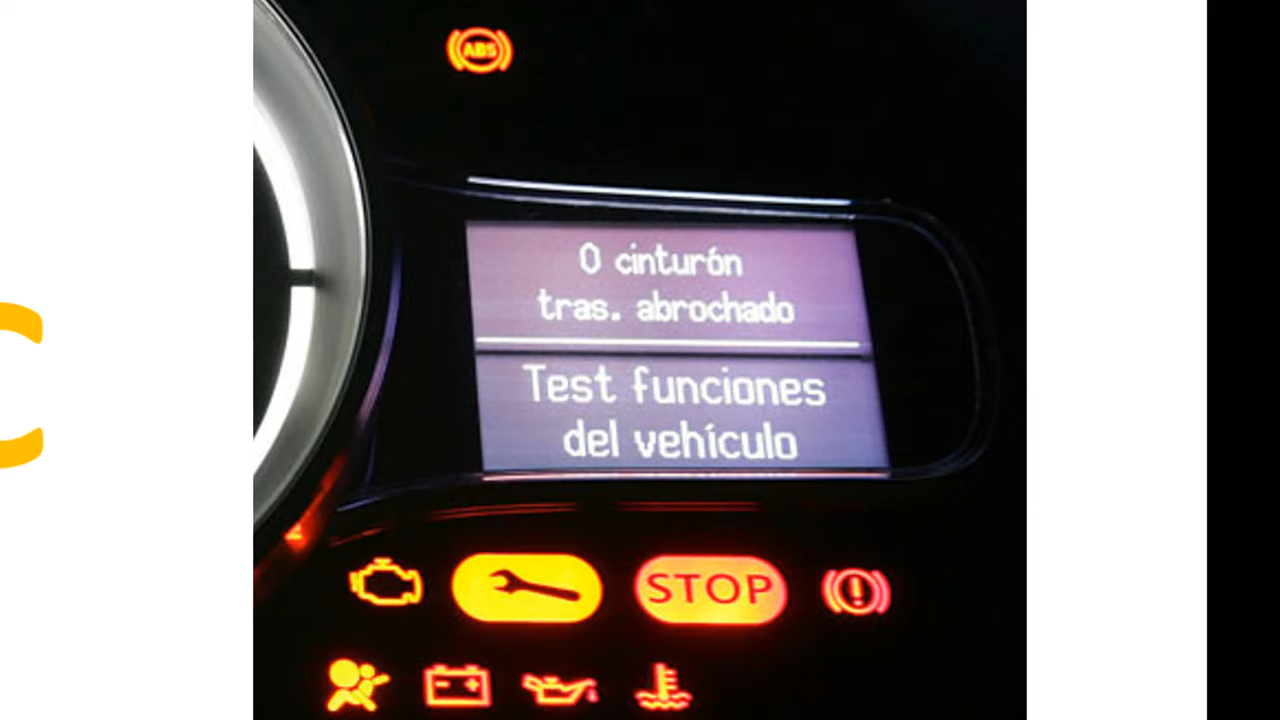 ABS
0 cinturón
tras. abrochado
Test funciones
del vehículo
STOP